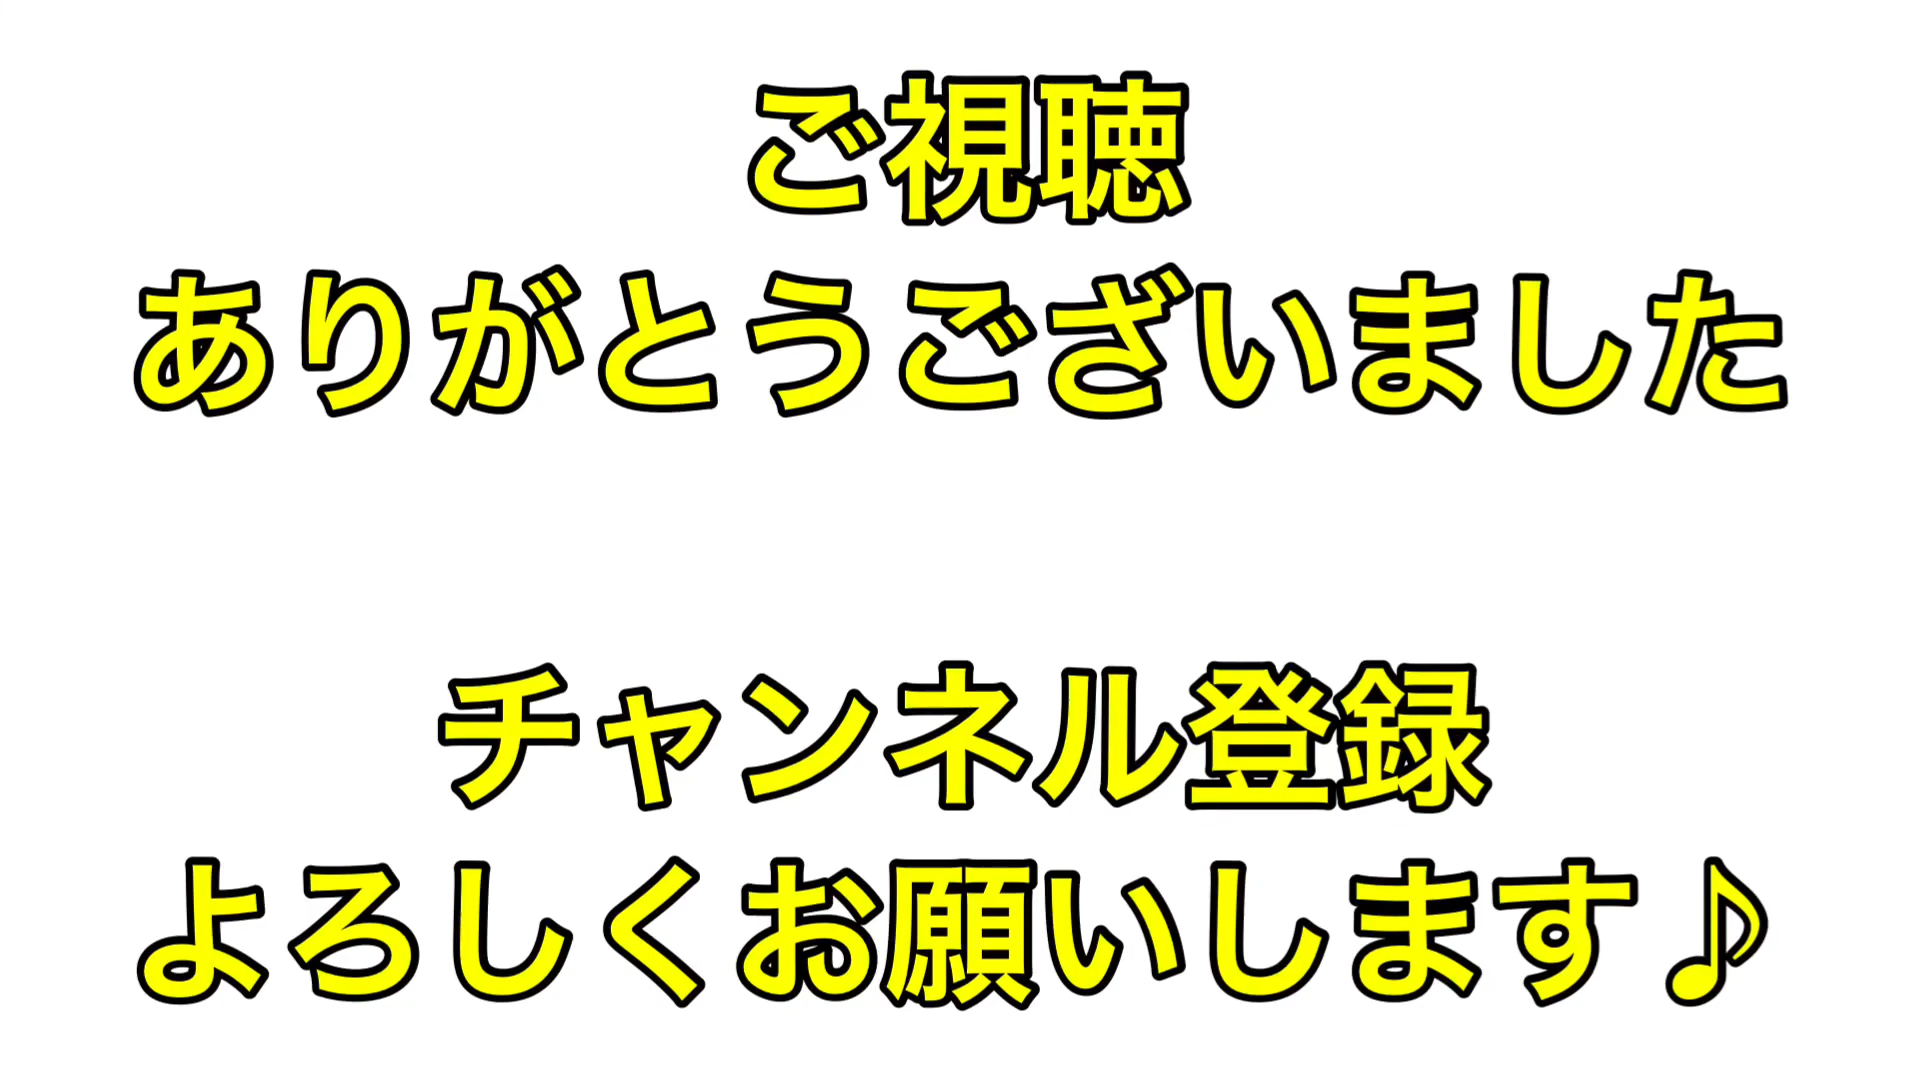 ご視聴
ありがとうございました
チャンネル登録
よろしくお願いします♪